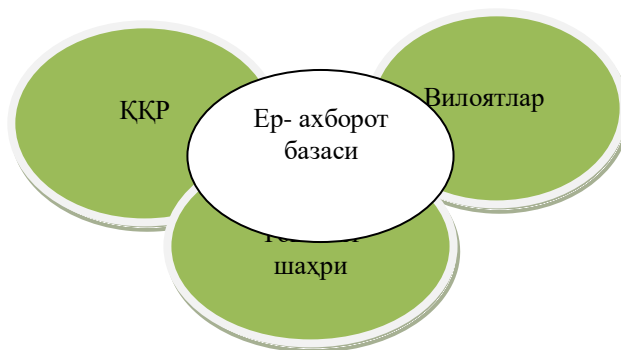 ҚҚР
Вилоятлар
Ер- ахборот
базаси
шаҳри